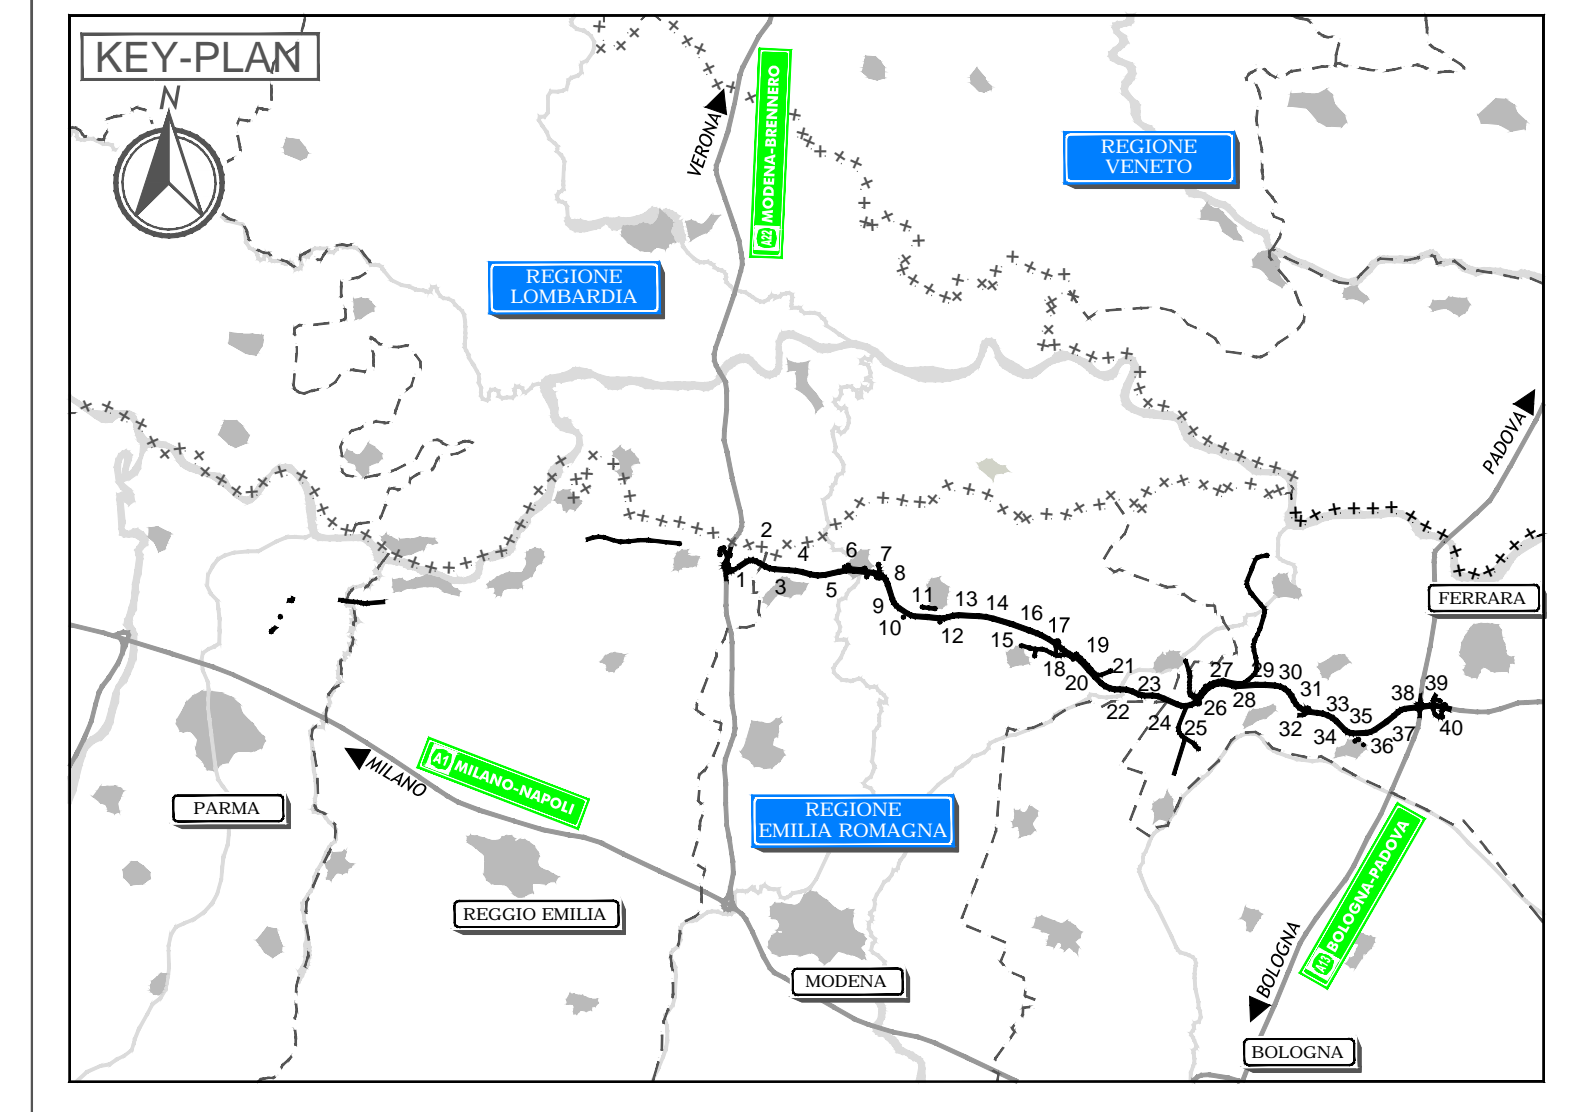 KEY-PLAN
N
VERONA
A22 MODENA-BRENNERO
REGIONE
VENETO
REGIONE
LOMBARDIA
PADOVA
FERRARA
2
4
6
7
8
1
3
5
9
10
11
12
13
14
15
16
17
18
19
20
21
22
23
24
25
26
27
28
29
30
31
32
33
34
35
36
37
38
39
40
A1 MILANO-NAPOLI
MILANO
PARMA
REGIONE
EMILIA ROMAGNA
REGGIO EMILIA
MODENA
A13 BOLOGNA-PADOVA
BOLOGNA
BOLOGNA